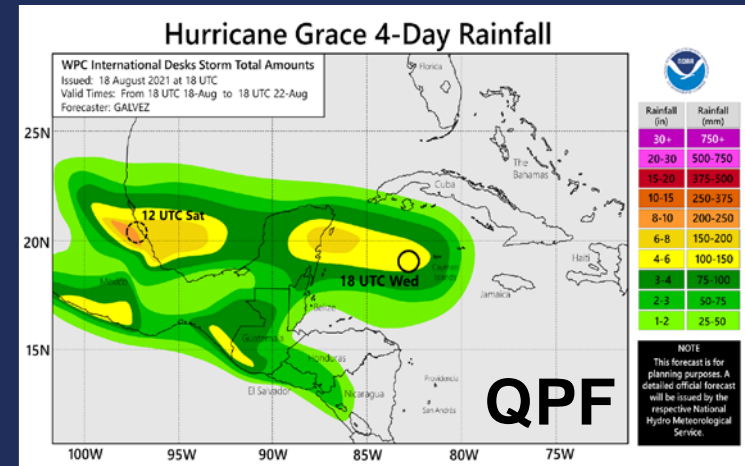 Hurricane Grace 4-Day Rainfall
WPC International Desks Storm Total Amounts
Issued: 18 August 2021 at 18 UTC
Valid Times: From 18 UTC 18-Aug to 18 UTC 22-Aug
Forecaster: GALVEZ
Florida
25N
The
Bahamas
Cuba
12 UTC Sat
20N
Haiti
Cayman
Islands
18 UTC Wed
Mexico
Jamaica
Belize
Guatemala
15N
Honduras
El Salvador
Nicaragua
Providencia
San Andrés
QPF
100W 95W 90W 85W 80W 75W
NOAA
Rainfall (in) Rainfall (mm)
30+ 750+
20-30 500-750
15-20 375-500
10-15 250-375
8-10 200-250
6-8 150-200
4-6 100-150
3-4 75-100
2-3 50-75
1-2 25-50
NOTE
This forecast is for
planning purposes. A
detailed official forecast
will be issued by the
respective National
Hydro Meteorological
Service.